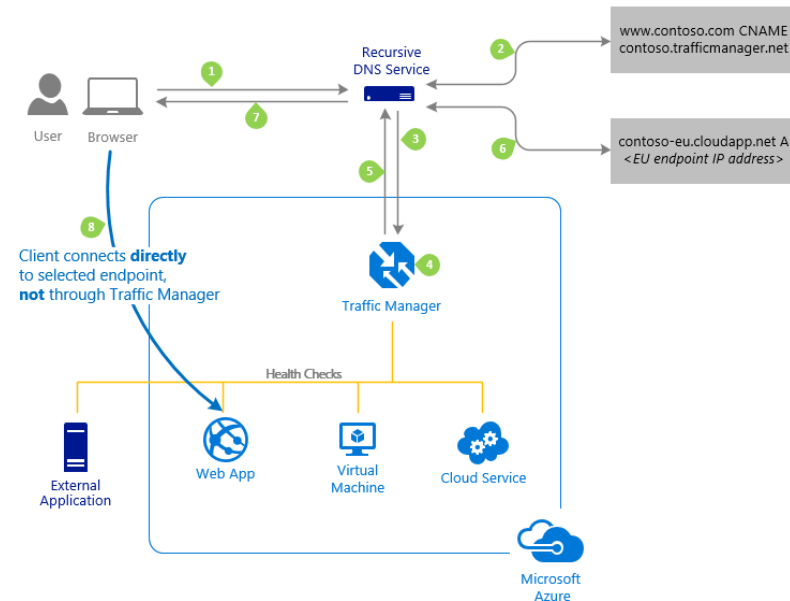 www.contoso.com CNAME
contoso.trafficmanager.net
2
Recursive
DNS Service
1
7
User
Browser
3
6
contoso-eu.cloudapp.net A
<EU endpoint IP address>
5
8
Client connects directly
to selected endpoint,
not through Traffic Manager
4
Traffic Manager
Health Checks
External
Application
Web App
Virtual
Machine
Cloud Service
Microsoft
Azure